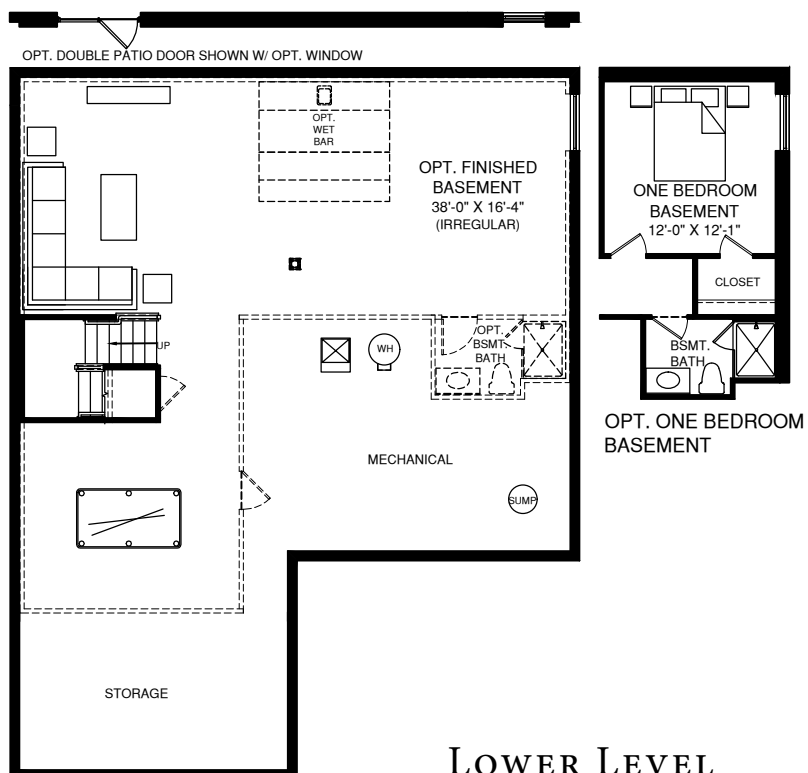 OPT. DOUBLE PATIO DOOR SHOWN W/ OPT. WINDOW
OPT.
WET
BAR
OPT. FINISHED
BASEMENT
38'-0" X 16'-4"
(IRREGULAR)
ONE BEDROOM
BASEMENT
12'-0" X 12'-1"
CLOSET
UP
WH
OPT.
BSMT.
BATH
BSMT.
BATH
OPT. ONE BEDROOM
BASEMENT
MECHANICAL
SUMP
STORAGE
LOWER LEVEL